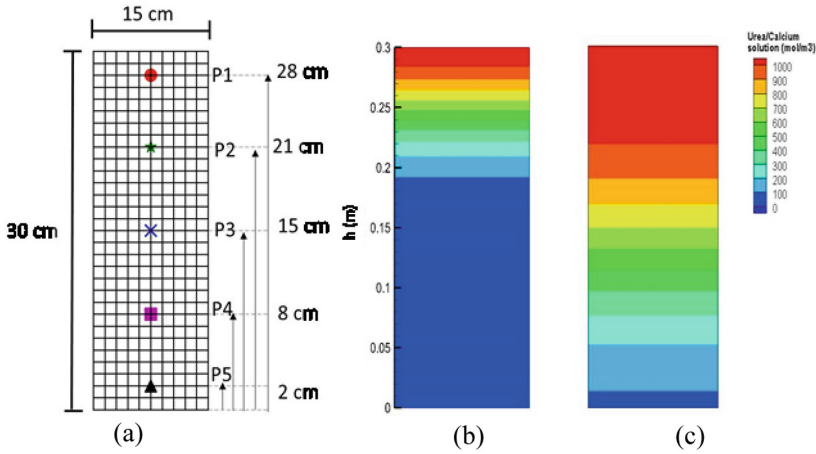 15 cm
30 cm
P1
28 cm
P2
21 cm
P3
15 cm
P4
8 cm
P5
2 cm
(a)
h (m)
0.3
0.25
0.2
0.15
0.1
0.05
0
(b)
(c)
Urea/Calcium
solution (mol/m3)
1000
900
800
700
600
500
400
300
200
100
0